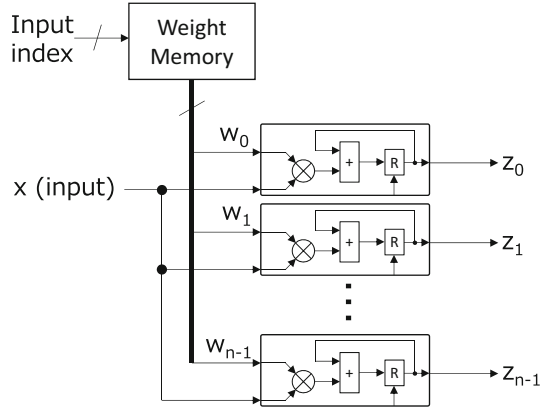 Input
index
Weight
Memory
x (input)
w0
+
R
z0
w1
+
R
z1
wn-1
+
R
zn-1